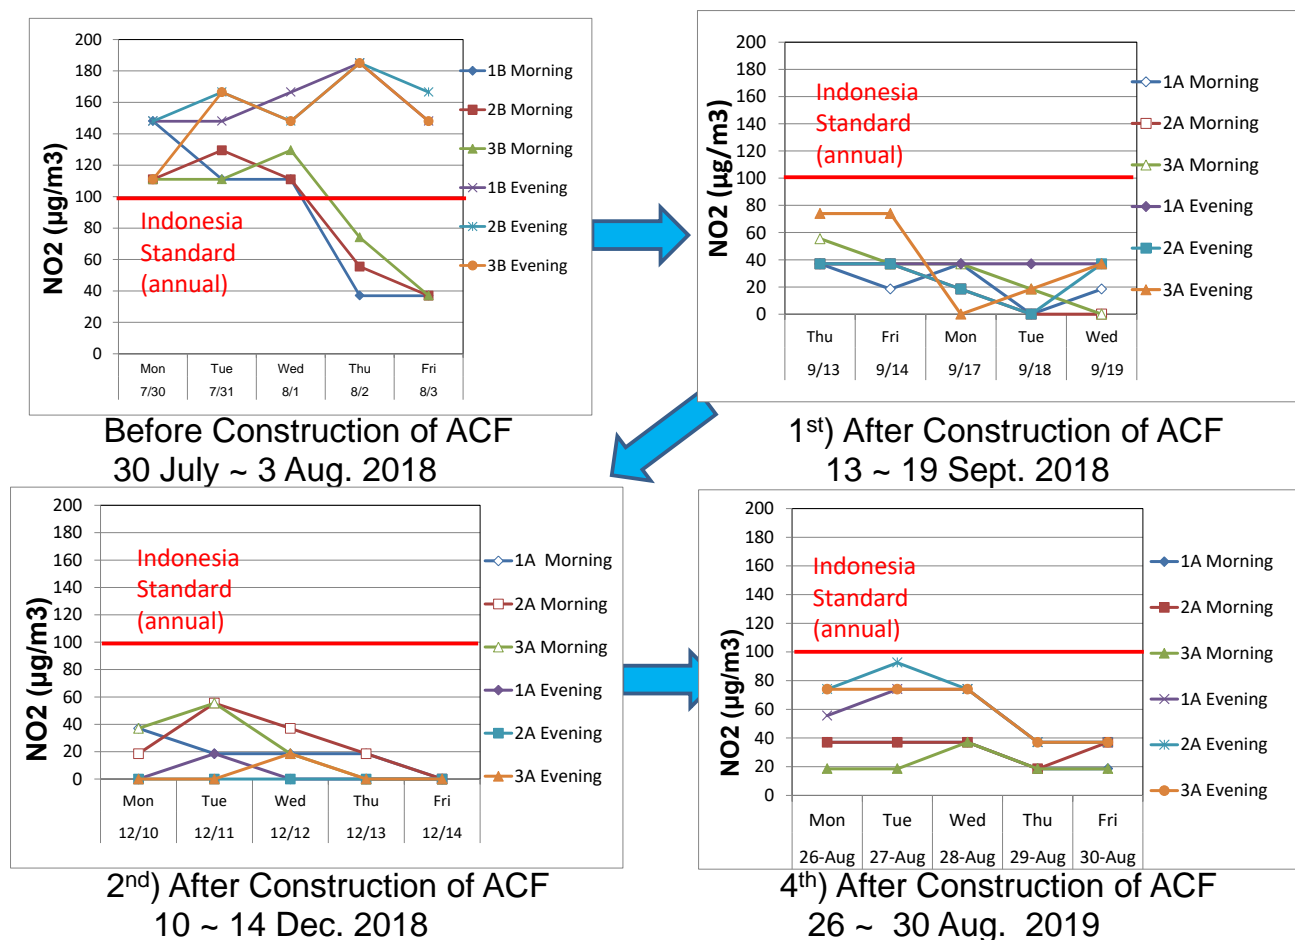 NO2 (µg/m3)
200
180
160
140
120
100
80
60
40
20
0
Indonesia
Standard
(annual)
Mon Tue Wed Thu Fri
7/30 7/31 8/1 8/2 8/3
1B Morning
2B Morning
3B Morning
1B Evening
2B Evening
3B Evening
Before Construction of ACF
30 July ~ 3 Aug. 2018
NO2 (µg/m3)
200
180
160
140
120
100
80
60
40
20
0
Indonesia
Standard
(annual)
Thu Fri Mon Tue Wed
9/13 9/14 9/17 9/18 9/19
1A Morning
2A Morning
3A Morning
1A Evening
2A Evening
3A Evening
1st) After Construction of ACF
13 ~ 19 Sept. 2018
NO2 (µg/m3)
200
180
160
140
120
100
80
60
40
20
0
Indonesia
Standard
(annual)
Mon Tue Wed Thu Fri
12/10 12/11 12/12 12/13 12/14
1A Morning
2A Morning
3A Morning
1A Evening
2A Evening
3A Evening
2nd) After Construction of ACF
10 ~ 14 Dec. 2018
NO2 (µg/m3)
200
180
160
140
120
100
80
60
40
20
0
Indonesia
Standard
(annual)
Mon Tue Wed Thu Fri
26-Aug 27-Aug 28-Aug 29-Aug 30-Aug
1A Morning
2A Morning
3A Morning
1A Evening
2A Evening
3A Evening
4th) After Construction of ACF
26 ~ 30 Aug. 2019